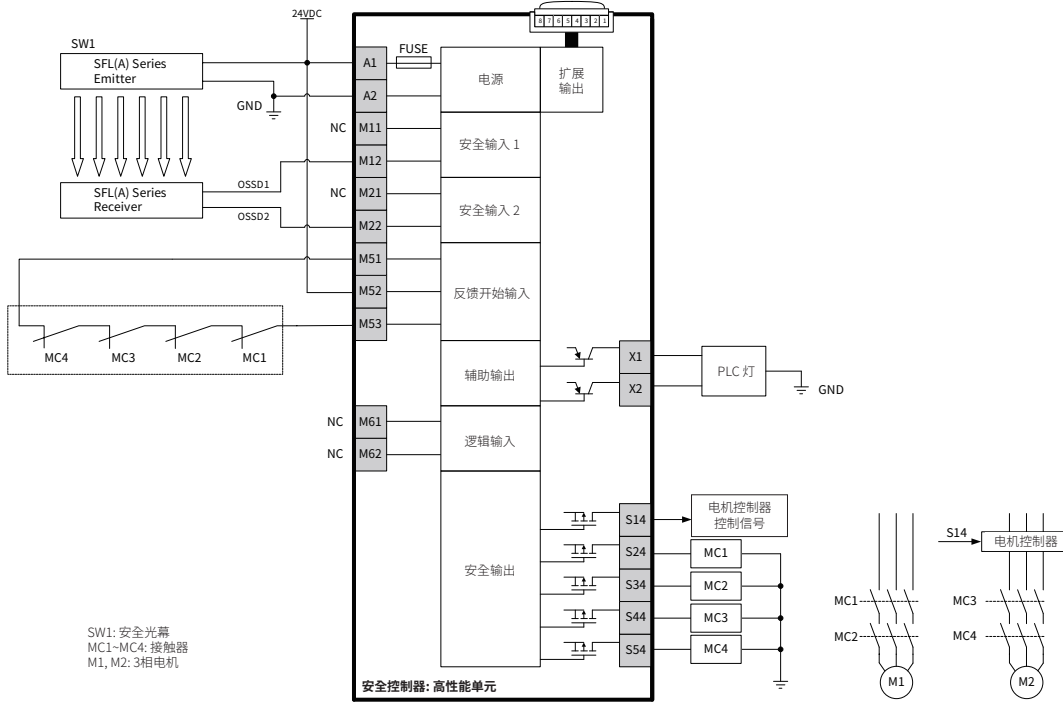 24VDC
8 7 6 5 4 3 2 1
SW1
SFL(A) Series
Emitter
GND
SFL(A) Series
Receiver
OSSD1
OSSD2
MC4 MC3 MC2 MC1
NC
NC
NC
NC
A1
A2
M11
M12
M21
M22
M51
M52
M53
M61
M62
FUSE
电源
扩展
输出
安全输入 1
安全输入 2
反馈开始输入
辅助输出
逻辑输入
安全输出
X1
X2
PLC 灯
GND
S14
S24
S34
S44
S54
电机控制器
控制信号
MC1
MC2
MC3
MC4
MC1
MC2
M1
S14
电机控制器
MC3
MC4
M2
SW1: 安全光幕
MC1~MC4: 接触器
M1, M2: 3相电机
安全控制器: 高性能单元